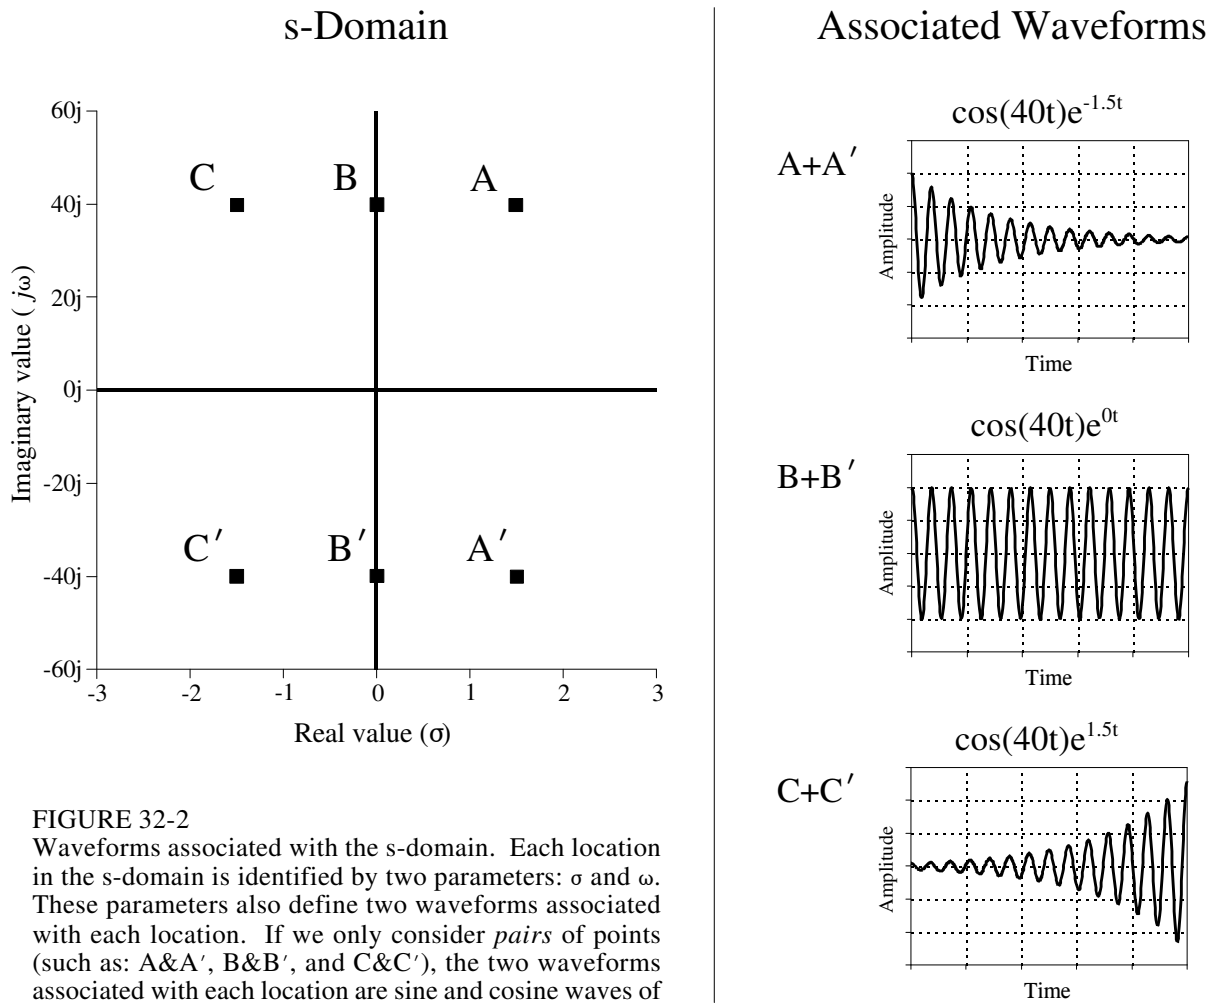 s-Domain
60j
40j
20j
0j
-20j
-40j
-60j
-3
-2
-1
0
1
2
3
Imaginary value ( jω)
Real value (σ)
C
B
A
C′
B′
A′
FIGURE 32-2
Waveforms associated with the s-domain. Each location
in the s-domain is identified by two parameters: σ and ω.
These parameters also define two waveforms associated
with each location. If we only consider pairs of points
(such as: A&A′, B&B′, and C&C′), the two waveforms
associated with each location are sine and cosine waves of
Associated Waveforms
cos(40t)e^-1.5t
A+A′
Amplitude
Time
cos(40t)e^0t
B+B′
Amplitude
Time
cos(40t)e^1.5t
C+C′
Amplitude
Time